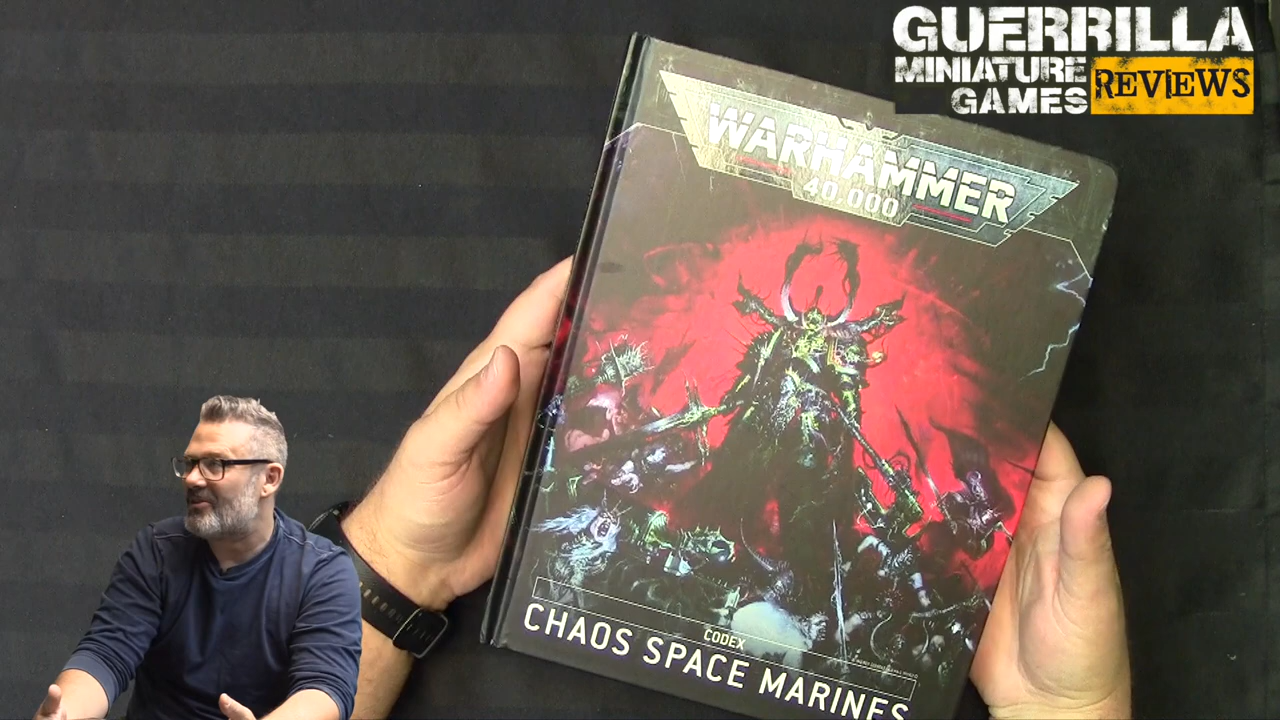 GUERRILLA
MINIATURE
GAMES
REVIEWS
WARHAMMER
40,000
CODEX
CHAOS SPACE MARINES